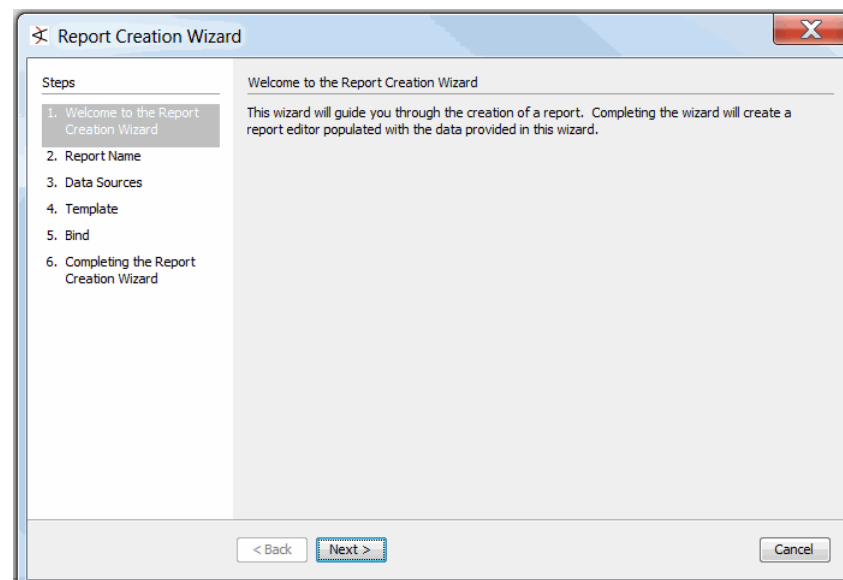 Report Creation Wizard
X
Steps
1. Welcome to the Report
Creation Wizard
2. Report Name
3. Data Sources
4. Template
5. Bind
6. Completing the Report
Creation Wizard
Welcome to the Report Creation Wizard
This wizard will guide you through the creation of a report. Completing the wizard will create a
report editor populated with the data provided in this wizard.
< Back
Next >
Cancel